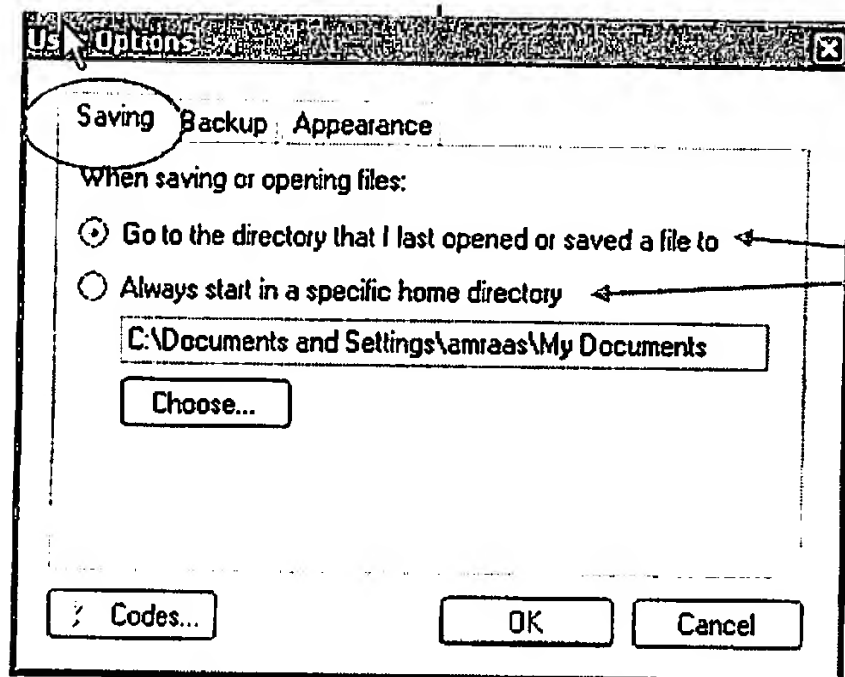 Options
Saving Backup Appearance
When saving or opening files:
Go to the directory that I last opened or saved a file to
Always start in a specific home directory
C:\Documents and Settings\amraas\My Documents
Choose...
Codes...
OK
Cancel